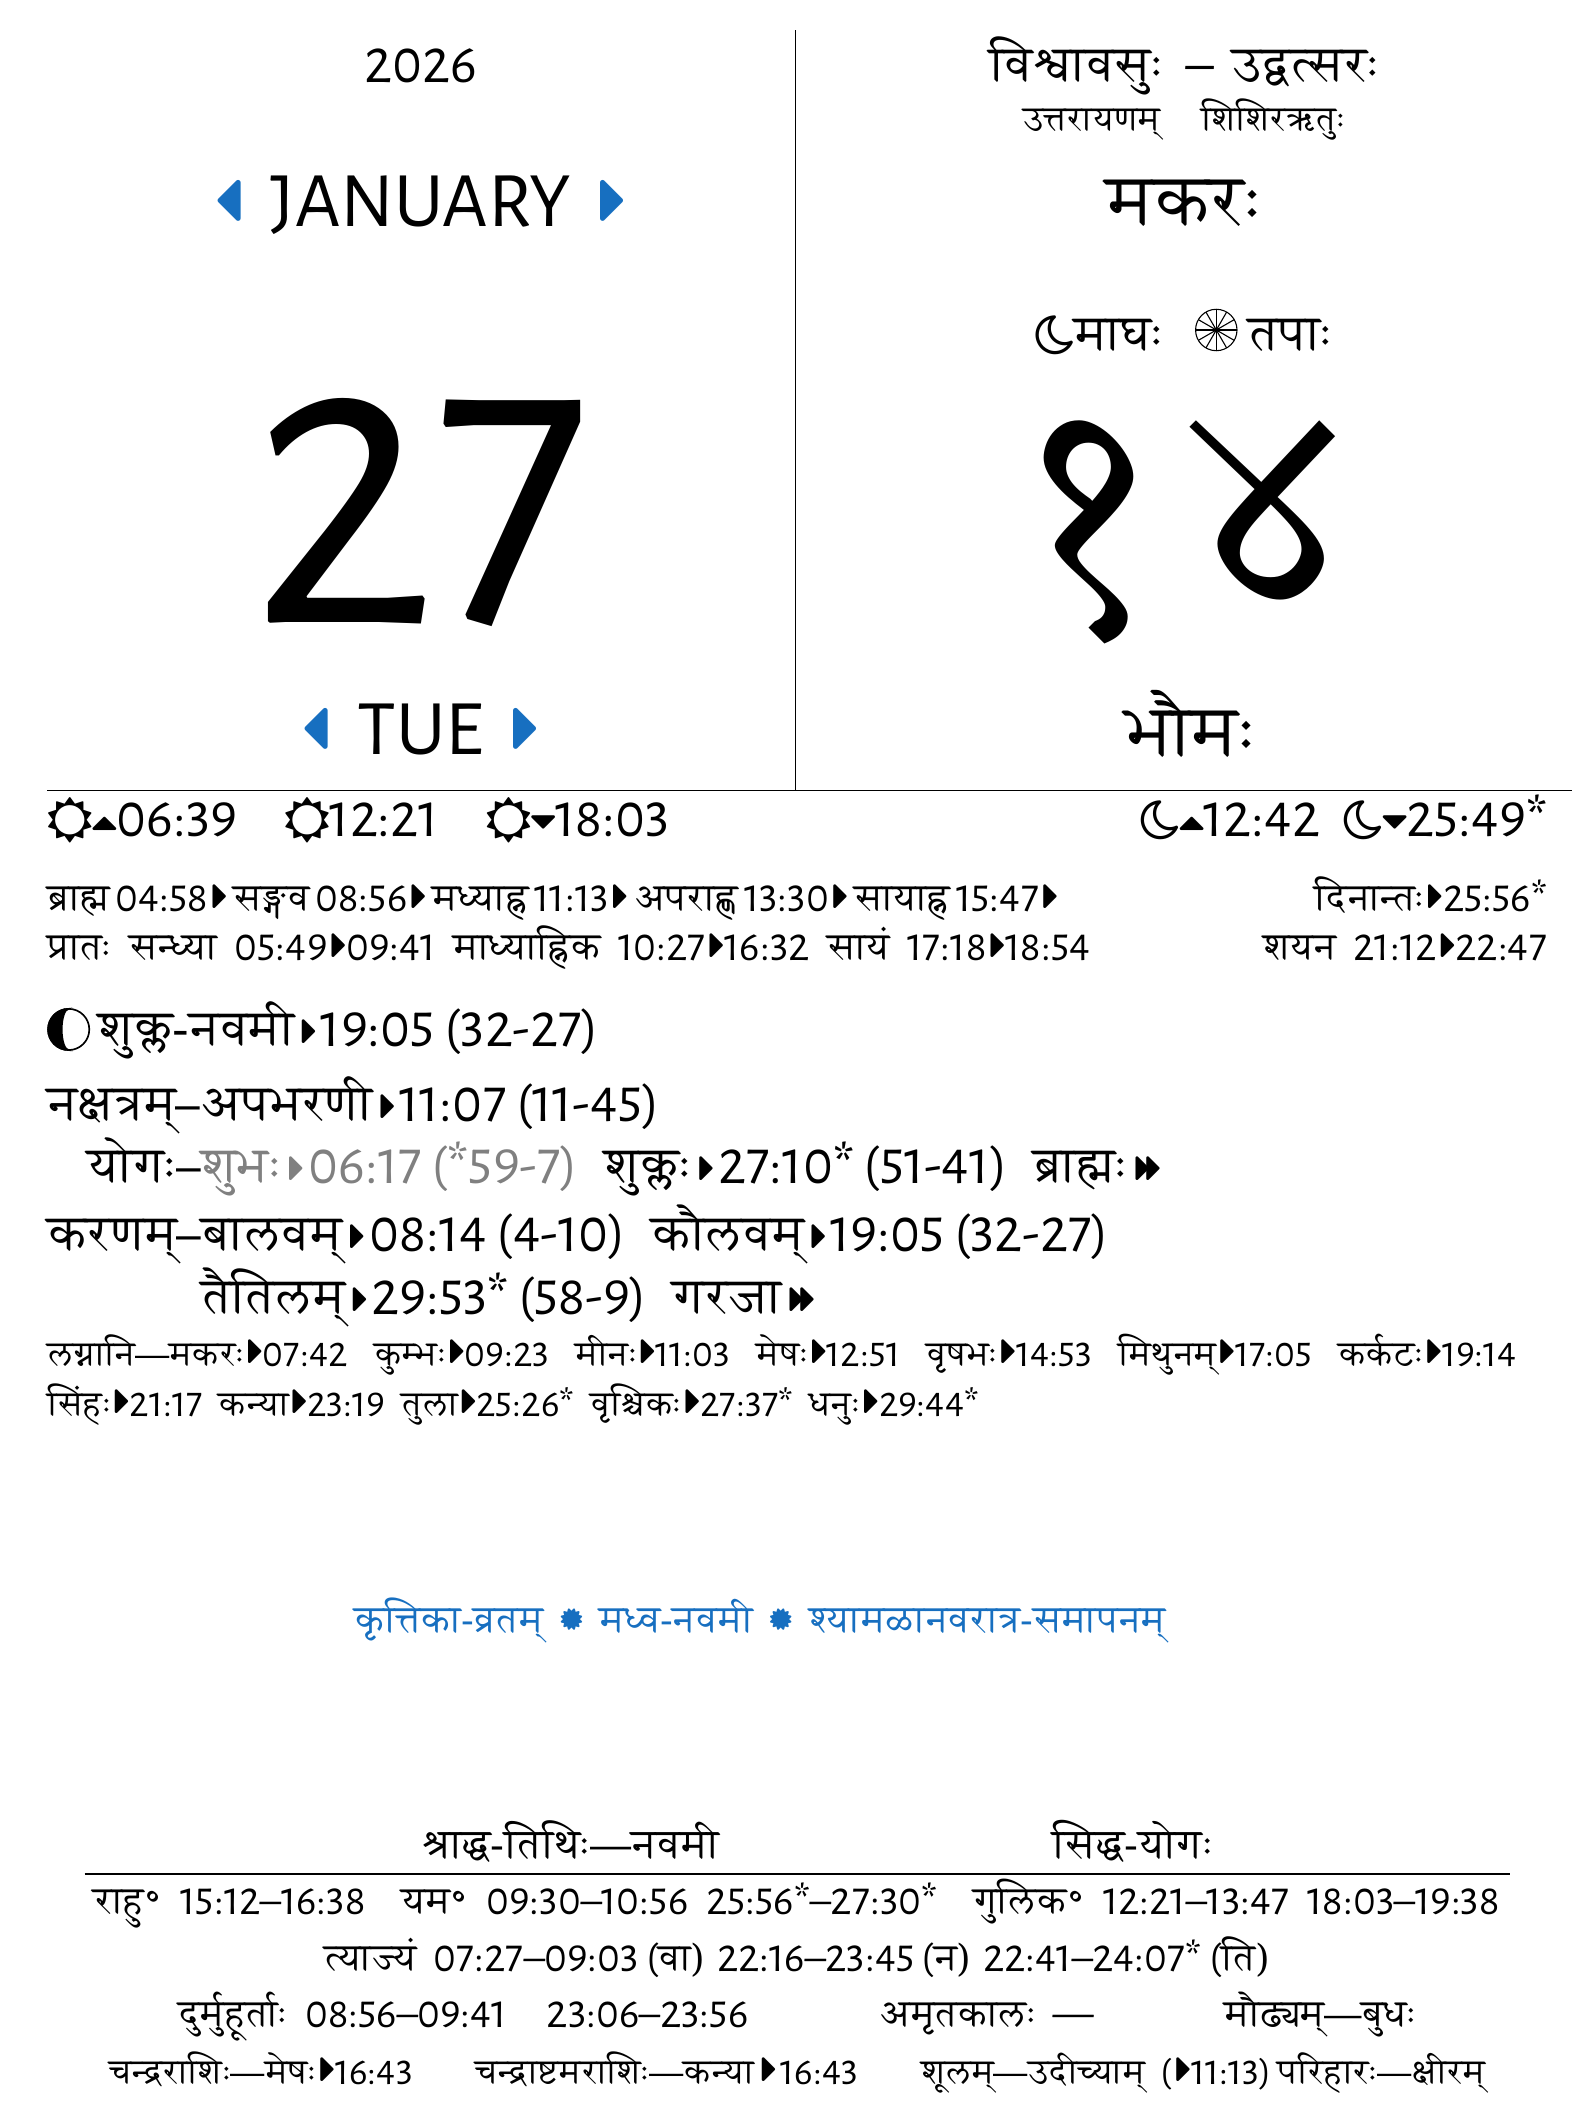 2026
JANUARY
27
TUE
विश्वावसुः – उद्वत्सरः
उत्तरायणम् शिशिरऋतुः
मकरः
माघः तपाः
१४
भौमः
06:39 12:21 18:03 12:42 25:49*
ब्राह्म 04:58 सङ्गव 08:56 मध्याह्न 11:13 अपराह्ण 13:30 सायाह्न 15:47 दिनान्तः 25:56*
प्रातः सन्ध्या 05:49 09:41 माध्याह्निक 10:27 16:32 सायं 17:18 18:54 शयन 21:12 22:47
शुक्ल-नवमी 19:05 (32-27)
नक्षत्रम्–अपभरणी 11:07 (11-45)
योगः–शुभः 06:17 (*59-7) शुक्लः 27:10* (51-41) ब्राह्मः
करणम्–बालवम् 08:14 (4-10) कौलवम् 19:05 (32-27)
तैतिलम् 29:53* (58-9) गरजा
लग्नानि—मकरः 07:42 कुम्भः 09:23 मीनः 11:03 मेषः 12:51 वृषभः 14:53 मिथुनम् 17:05 कर्कटः 19:14
सिंहः 21:17 कन्या 23:19 तुला 25:26* वृश्चिकः 27:37* धनुः 29:44*
कृत्तिका-व्रतम् ✹ मध्व-नवमी ✹ श्यामळानवरात्र-समापनम्
श्राद्ध-तिथिः—नवमी सिद्ध-योगः
राहु॰ 15:12–16:38 यम॰ 09:30–10:56 25:56*–27:30* गुलिक॰ 12:21–13:47 18:03–19:38
त्याज्यं 07:27–09:03 (वा) 22:16–23:45 (न) 22:41–24:07* (ति)
दुर्मुहूर्ताः 08:56–09:41 23:06–23:56 अमृतकालः — मौढ्यम्—बुधः
चन्द्रराशिः—मेषः 16:43 चन्द्राष्टमराशिः—कन्या 16:43 शूलम्—उदीच्याम् (11:13) परिहारः—क्षीरम्